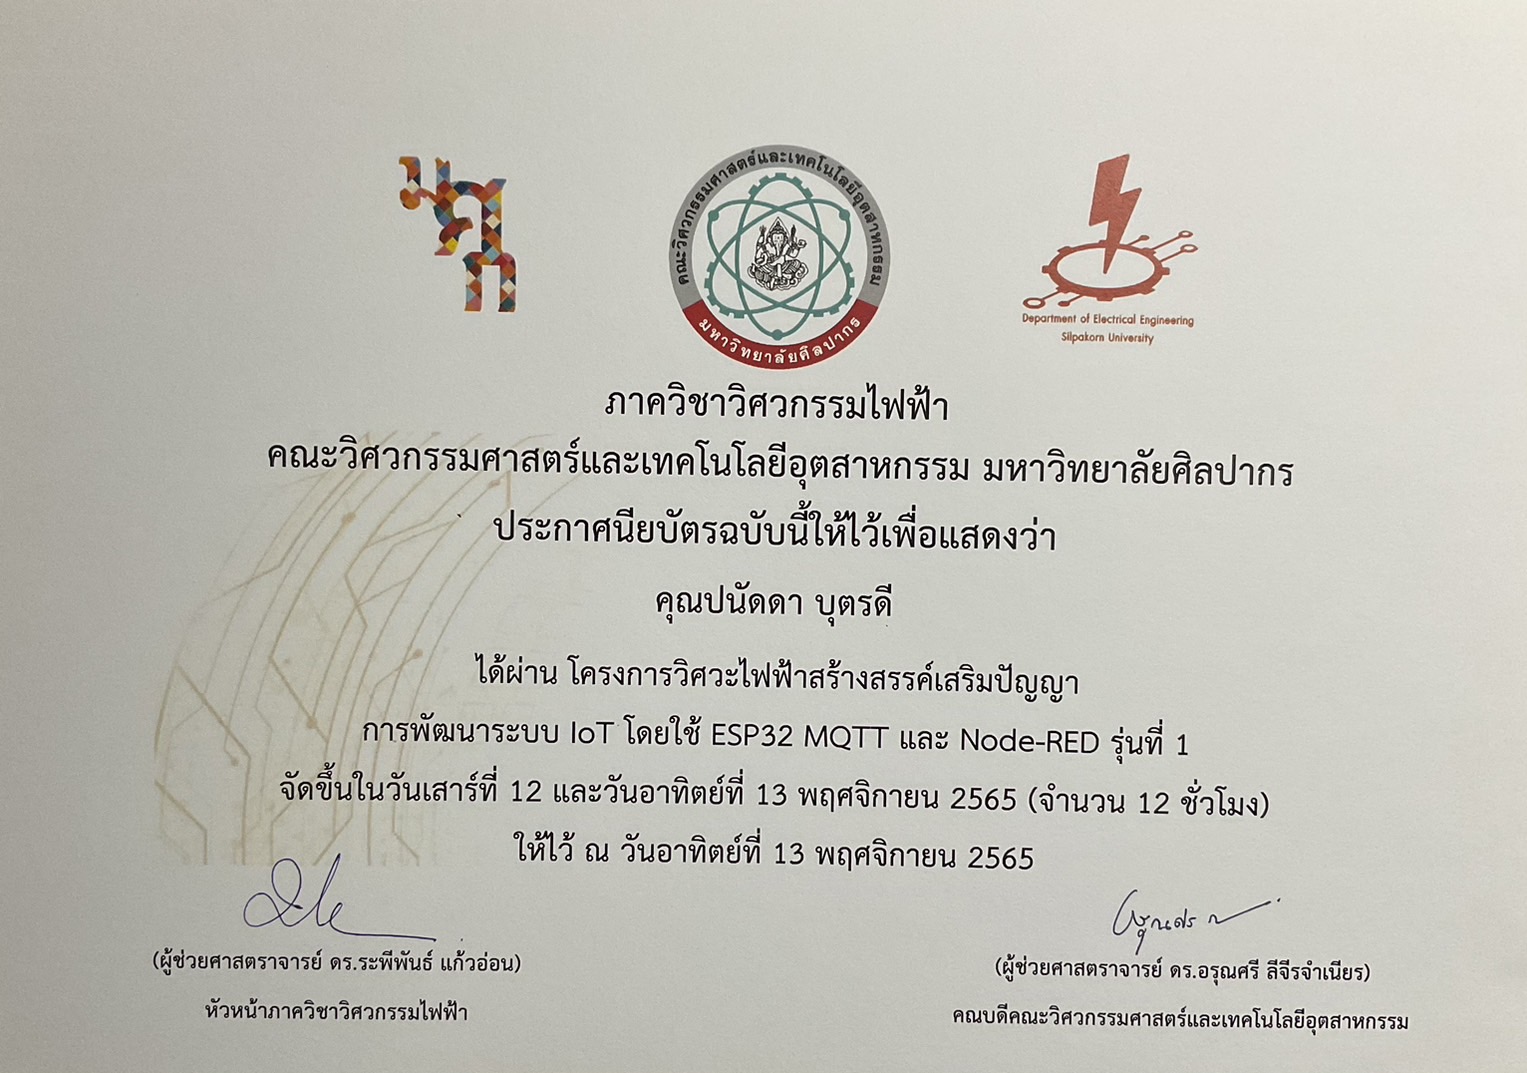 มศก
คณะวิศวกรรมศาสตร์และเทคโนโลยีอุตสาหกรรม
มหาวิทยาลัยศิลปากร
Department of Electrical Engineering
Silpakorn University
ภาควิชาวิศวกรรมไฟฟ้า
คณะวิศวกรรมศาสตร์และเทคโนโลยีอุตสาหกรรม มหาวิทยาลัยศิลปากร
ประกาศนียบัตรฉบับนี้ให้ไว้เพื่อแสดงว่า
คุณปนัดดา บุตรดี
ได้ผ่าน โครงการวิศวะไฟฟ้าสร้างสรรค์เสริมปัญญา
การพัฒนาระบบ IoT โดยใช้ ESP32 MQTT และ Node-RED รุ่นที่ 1
จัดขึ้นในวันเสาร์ที่ 12 และวันอาทิตย์ที่ 13 พฤศจิกายน 2565 (จำนวน 12 ชั่วโมง)
ให้ไว้ ณ วันอาทิตย์ที่ 13 พฤศจิกายน 2565
(ผู้ช่วยศาสตราจารย์ ดร.ระพีพันธ์ แก้วอ่อน)
หัวหน้าภาควิชาวิศวกรรมไฟฟ้า
(ผู้ช่วยศาสตราจารย์ ดร.อรุณศรี ลีจีรจำเนียร)
คณบดีคณะวิศวกรรมศาสตร์และเทคโนโลยีอุตสาหกรรม